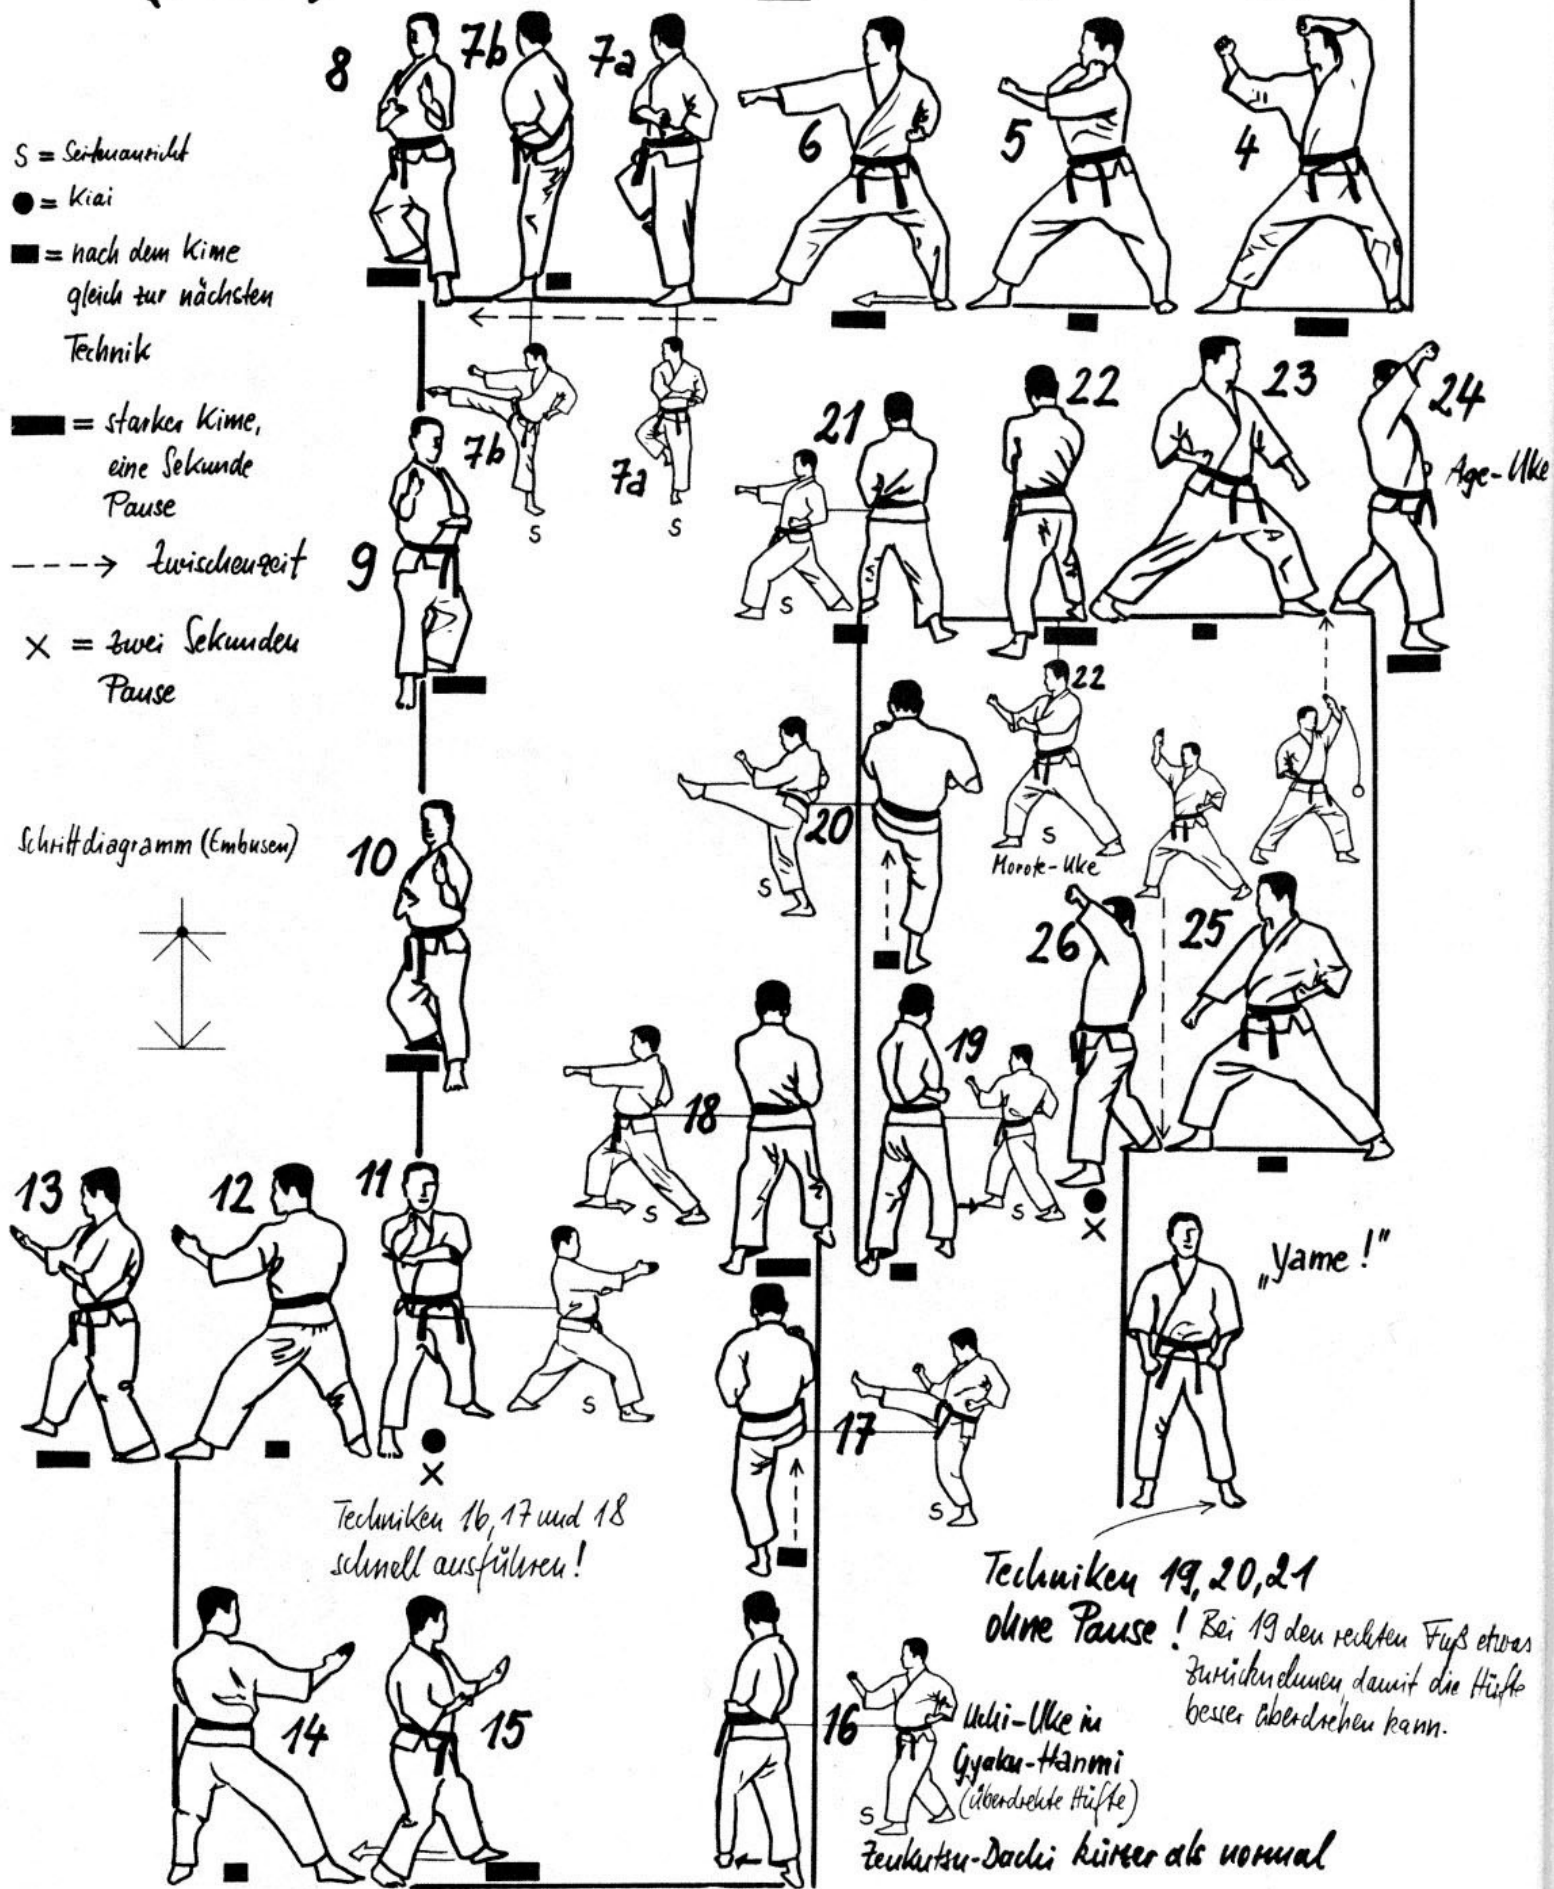 8
7b
7a
6
5
4
S = Seitenansicht
● = Kiai
■ = nach dem Kime
gleich zur nächsten
Technik
▬ = starker Kime,
eine Sekunde
Pause
----> Zwischenzeit
× = zwei Sekunden
Pause
7b
S
7a
S
21
S
22
23
24
Age-Uke
9
20
S
22
S
Morote-Uke
Schrittdiagramm (Embusen)
10
26
25
18
S
19
S
×
13
12
11
S
×
„Yame!"
17
S
Techniken 16, 17 und 18
schnell ausführen!
Techniken 19, 20, 21
ohne Pause! Bei 19 den rechten Fuß etwas
zurücknehmen, damit die Hüfte
besser überdrehen kann.
14
15
16
S
Uchi-Uke in
Gyaku-Hanmi
(überdrehte Hüfte)
Zenkutsu-Dachi kürzer als normal